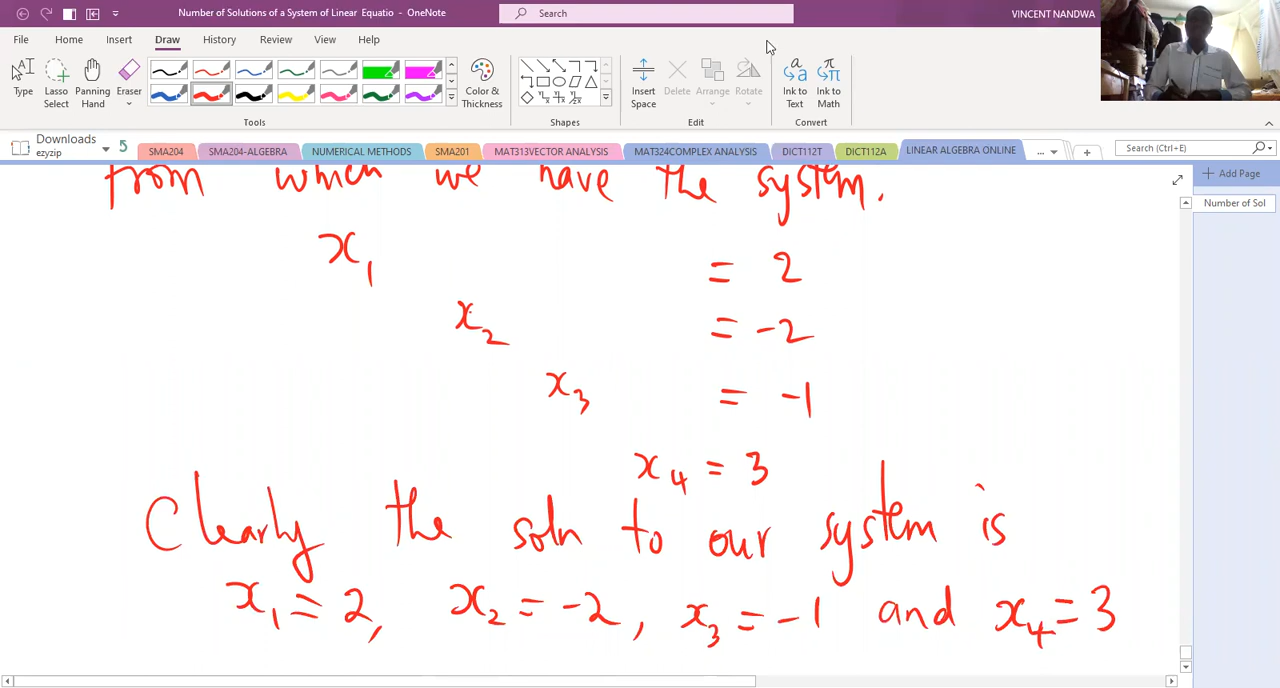 Number of Solutions of a System of Linear Equatio - OneNote
Search
VINCENT NANDWA
File Home Insert Draw History Review View Help
Type
Lasso Select
Panning Hand
Eraser
Color & Thickness
Insert Space
Delete
Arrange
Rotate
Ink to Text
Ink to Math
Tools
Shapes
Edit
Convert
Downloads
ezyzip
SMA204 SMA204-ALGEBRA NUMERICAL METHODS SMA201 MAT313VECTOR ANALYSIS MAT324COMPLEX ANALYSIS DICT112T DICT112A LINEAR ALGEBRA ONLINE ...
Search (Ctrl+E)
Add Page
Number of Sol
from which we have the system.
x₁ = 2
x₂ = -2
x₃ = -1
x₄ = 3
Clearly the soln to our system is
x₁ = 2, x₂ = -2, x₃ = -1 and x₄ = 3